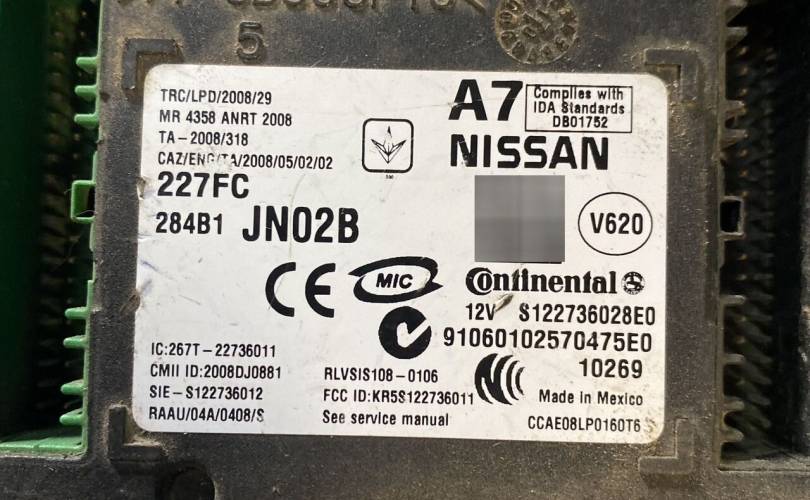 5
TRC/LPD/2008/29
MR 4358 ANRT 2008
TA-2008/318
CAZ/ENG/TA/2008/05/02/02
227FC
284B1 JN02B
A7
Complies with
IDA Standards
DB01752
NISSAN
SM
V620
CE
MIC
Continental
12V S122736028E0
91060102570475E0
10269
IC:267T-22736011
CMII ID:2008DJ0881
SIE-S122736012
RAAU/04A/0408/S
RLVSIS108-0106
FCC ID:KR5S122736011
See service manual
Made in Mexico
CCAE08LP0160T6